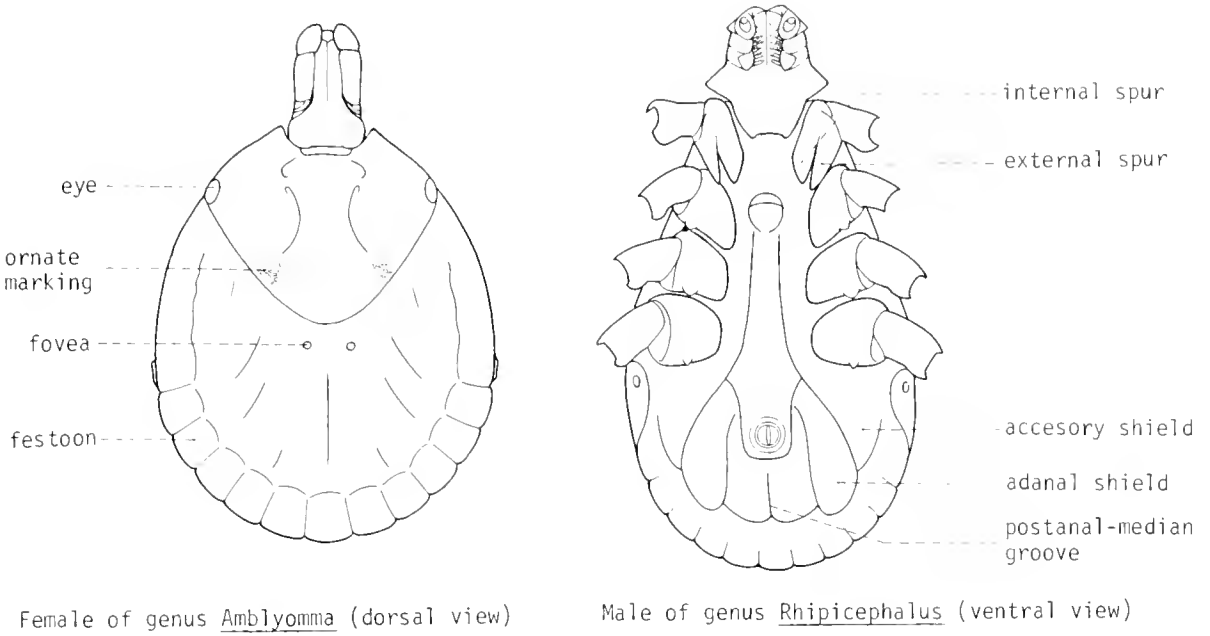 eye
ornate
marking
fovea
festoon
internal spur
external spur
accesory shield
adanal shield
postanal-median
groove
Female of genus Amblyomma (dorsal view)
Male of genus Rhipicephalus (ventral view)